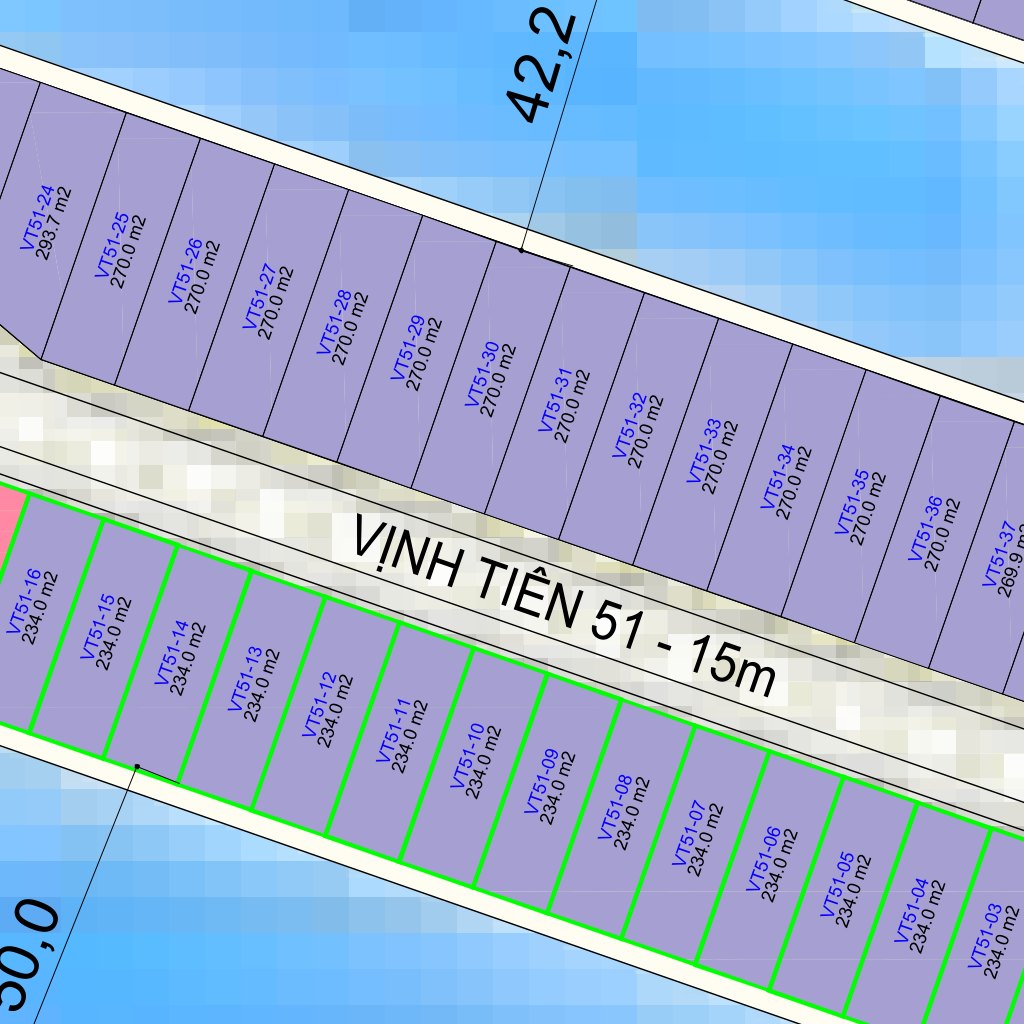 42,2
VT51-24
293.7 m2
VT51-25
270.0 m2
VT51-26
270.0 m2
VT51-27
270.0 m2
VT51-28
270.0 m2
VT51-29
270.0 m2
VT51-30
270.0 m2
VT51-31
270.0 m2
VT51-32
270.0 m2
VT51-33
270.0 m2
VT51-34
270.0 m2
VT51-35
270.0 m2
VT51-36
270.0 m2
VT51-37
269.9 m2
VỊNH TIÊN 51 - 15m
VT51-16
234.0 m2
VT51-15
234.0 m2
VT51-14
234.0 m2
VT51-13
234.0 m2
VT51-12
234.0 m2
VT51-11
234.0 m2
VT51-10
234.0 m2
VT51-09
234.0 m2
VT51-08
234.0 m2
VT51-07
234.0 m2
VT51-06
234.0 m2
VT51-05
234.0 m2
VT51-04
234.0 m2
VT51-03
234.0 m2